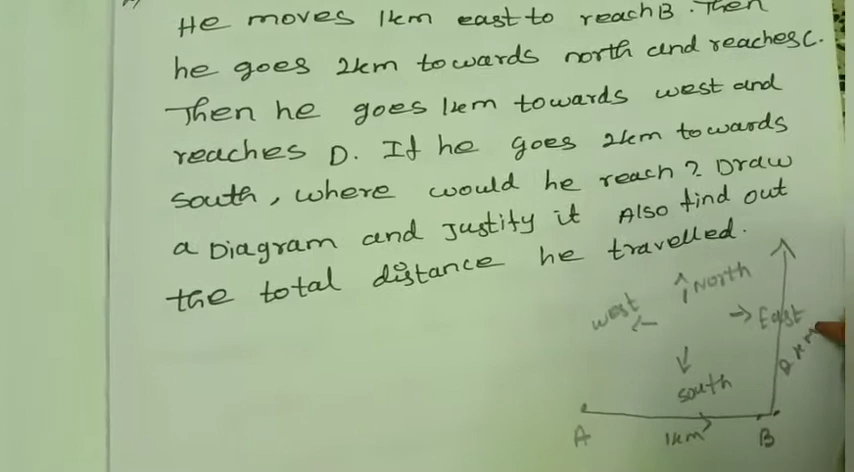 He moves 1km east to reach B. Then
he goes 2km towards north and reaches C.
Then he goes 1km towards west and
reaches D. If he goes 2km towards
south, where would he reach? Draw
a Diagram and Justify it Also find out
the total distance he travelled.
North
west
East
2km
south
A 1km B